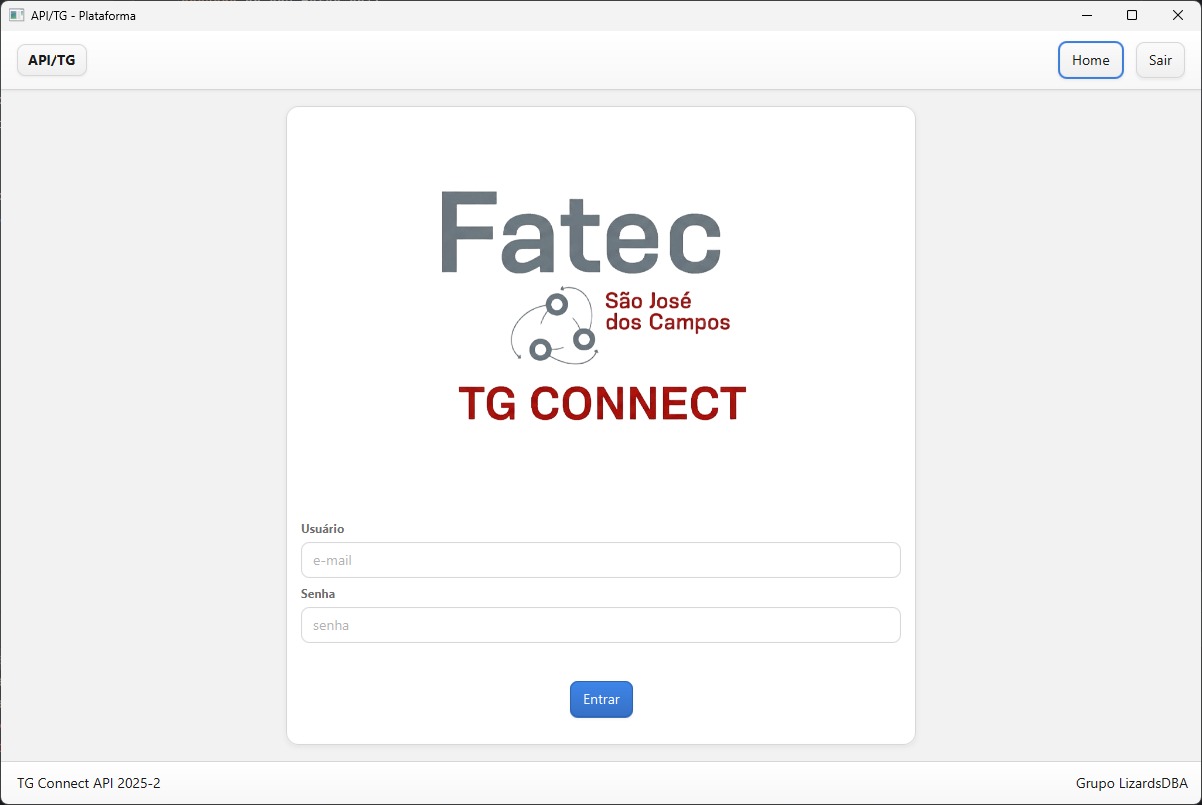 API/TG - Plataforma
API/TG
Home
Sair
Fatec
São José
dos Campos
TG CONNECT
Usuário
e-mail
Senha
senha
Entrar
TG Connect API 2025-2
Grupo LizardsDBA